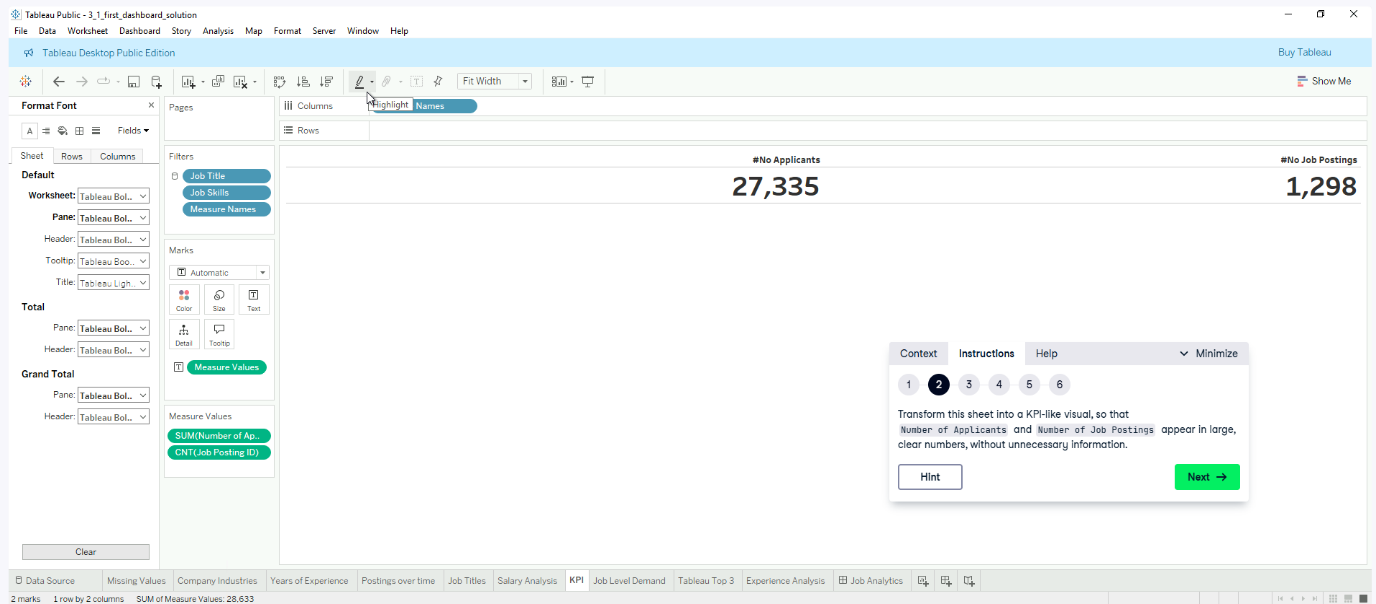 Tableau Public - 3_1_first_dashboard_solution
File Data Worksheet Dashboard Story Analysis Map Format Server Window Help
Tableau Desktop Public Edition
Buy Tableau
Fit Width
Show Me
Format Font
Fields
Sheet Rows Columns
Default
Worksheet: Tableau Bol..
Pane: Tableau Bol..
Header: Tableau Bol..
Tooltip: Tableau Boo..
Title: Tableau Ligh..
Total
Pane: Tableau Bol..
Header: Tableau Bol..
Grand Total
Pane: Tableau Bol..
Header: Tableau Bol..
Clear
Pages
Filters
Job Title
Job Skills
Measure Names
Marks
Automatic
Color Size Text
Detail Tooltip
Measure Values
Measure Values
SUM(Number of Ap..
CNT(Job Posting ID)
Columns
Highlight
Names
Rows
#No Applicants #No Job Postings
27,335 1,298
Context Instructions Help Minimize
1 2 3 4 5 6
Transform this sheet into a KPI-like visual, so that
Number of Applicants and Number of Job Postings appear in large,
clear numbers, without unnecessary information.
Hint Next →
Data Source Missing Values Company Industries Years of Experience Postings over time Job Titles Salary Analysis KPI Job Level Demand Tableau Top 3 Experience Analysis Job Analytics
2 marks 1 row by 2 columns SUM of Measure Values: 28,633